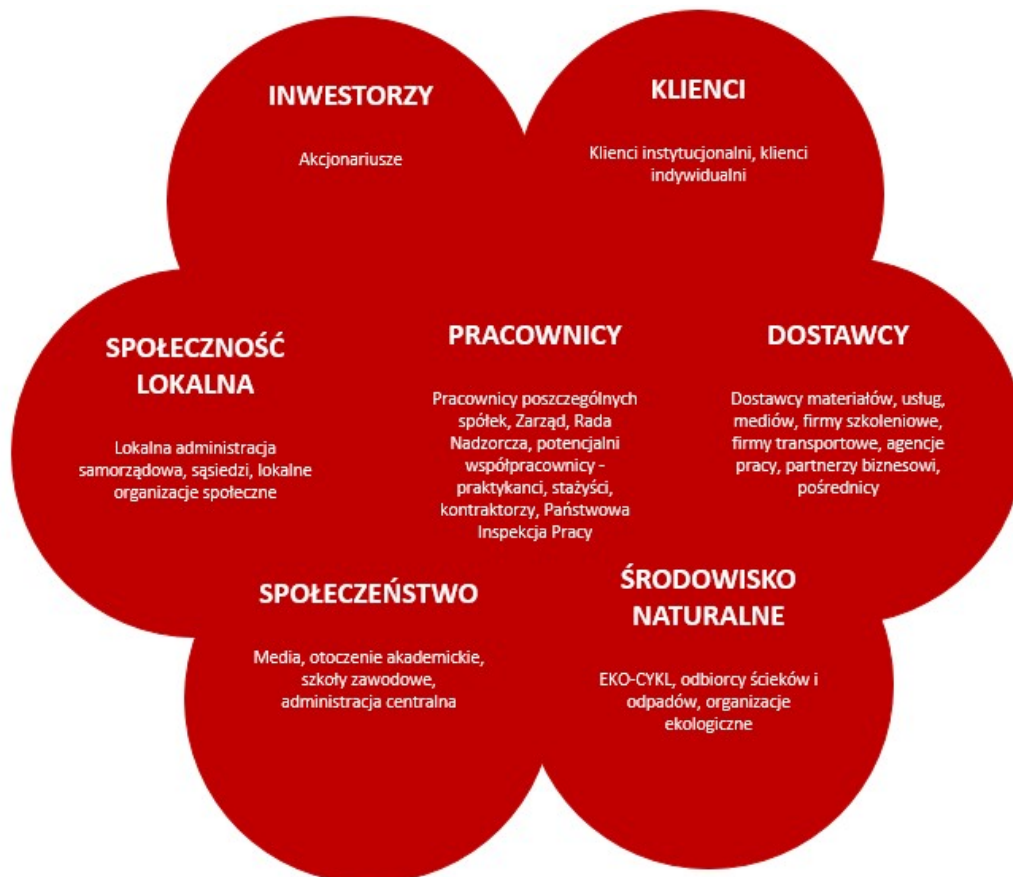 INWESTORZY
Akcjonariusze
KLIENCI
Klienci instytucjonalni, klienci
indywidualni
SPOŁECZNOŚĆ
LOKALNA
Lokalna administracja
samorządowa, sąsiedzi, lokalne
organizacje społeczne
PRACOWNICY
Pracownicy poszczególnych
spółek, Zarząd, Rada
Nadzorcza, potencjalni
współpracownicy -
praktykanci, stażyści,
kontraktorzy, Państwowa
Inspekcja Pracy
DOSTAWCY
Dostawcy materiałów, usług,
mediów, firmy szkoleniowe,
firmy transportowe, agencje
pracy, partnerzy biznesowi,
pośrednicy
SPOŁECZEŃSTWO
Media, otoczenie akademickie,
szkoły zawodowe,
administracja centralna
ŚRODOWISKO
NATURALNE
EKO-CYKL, odbiorcy ścieków i
odpadów, organizacje
ekologiczne